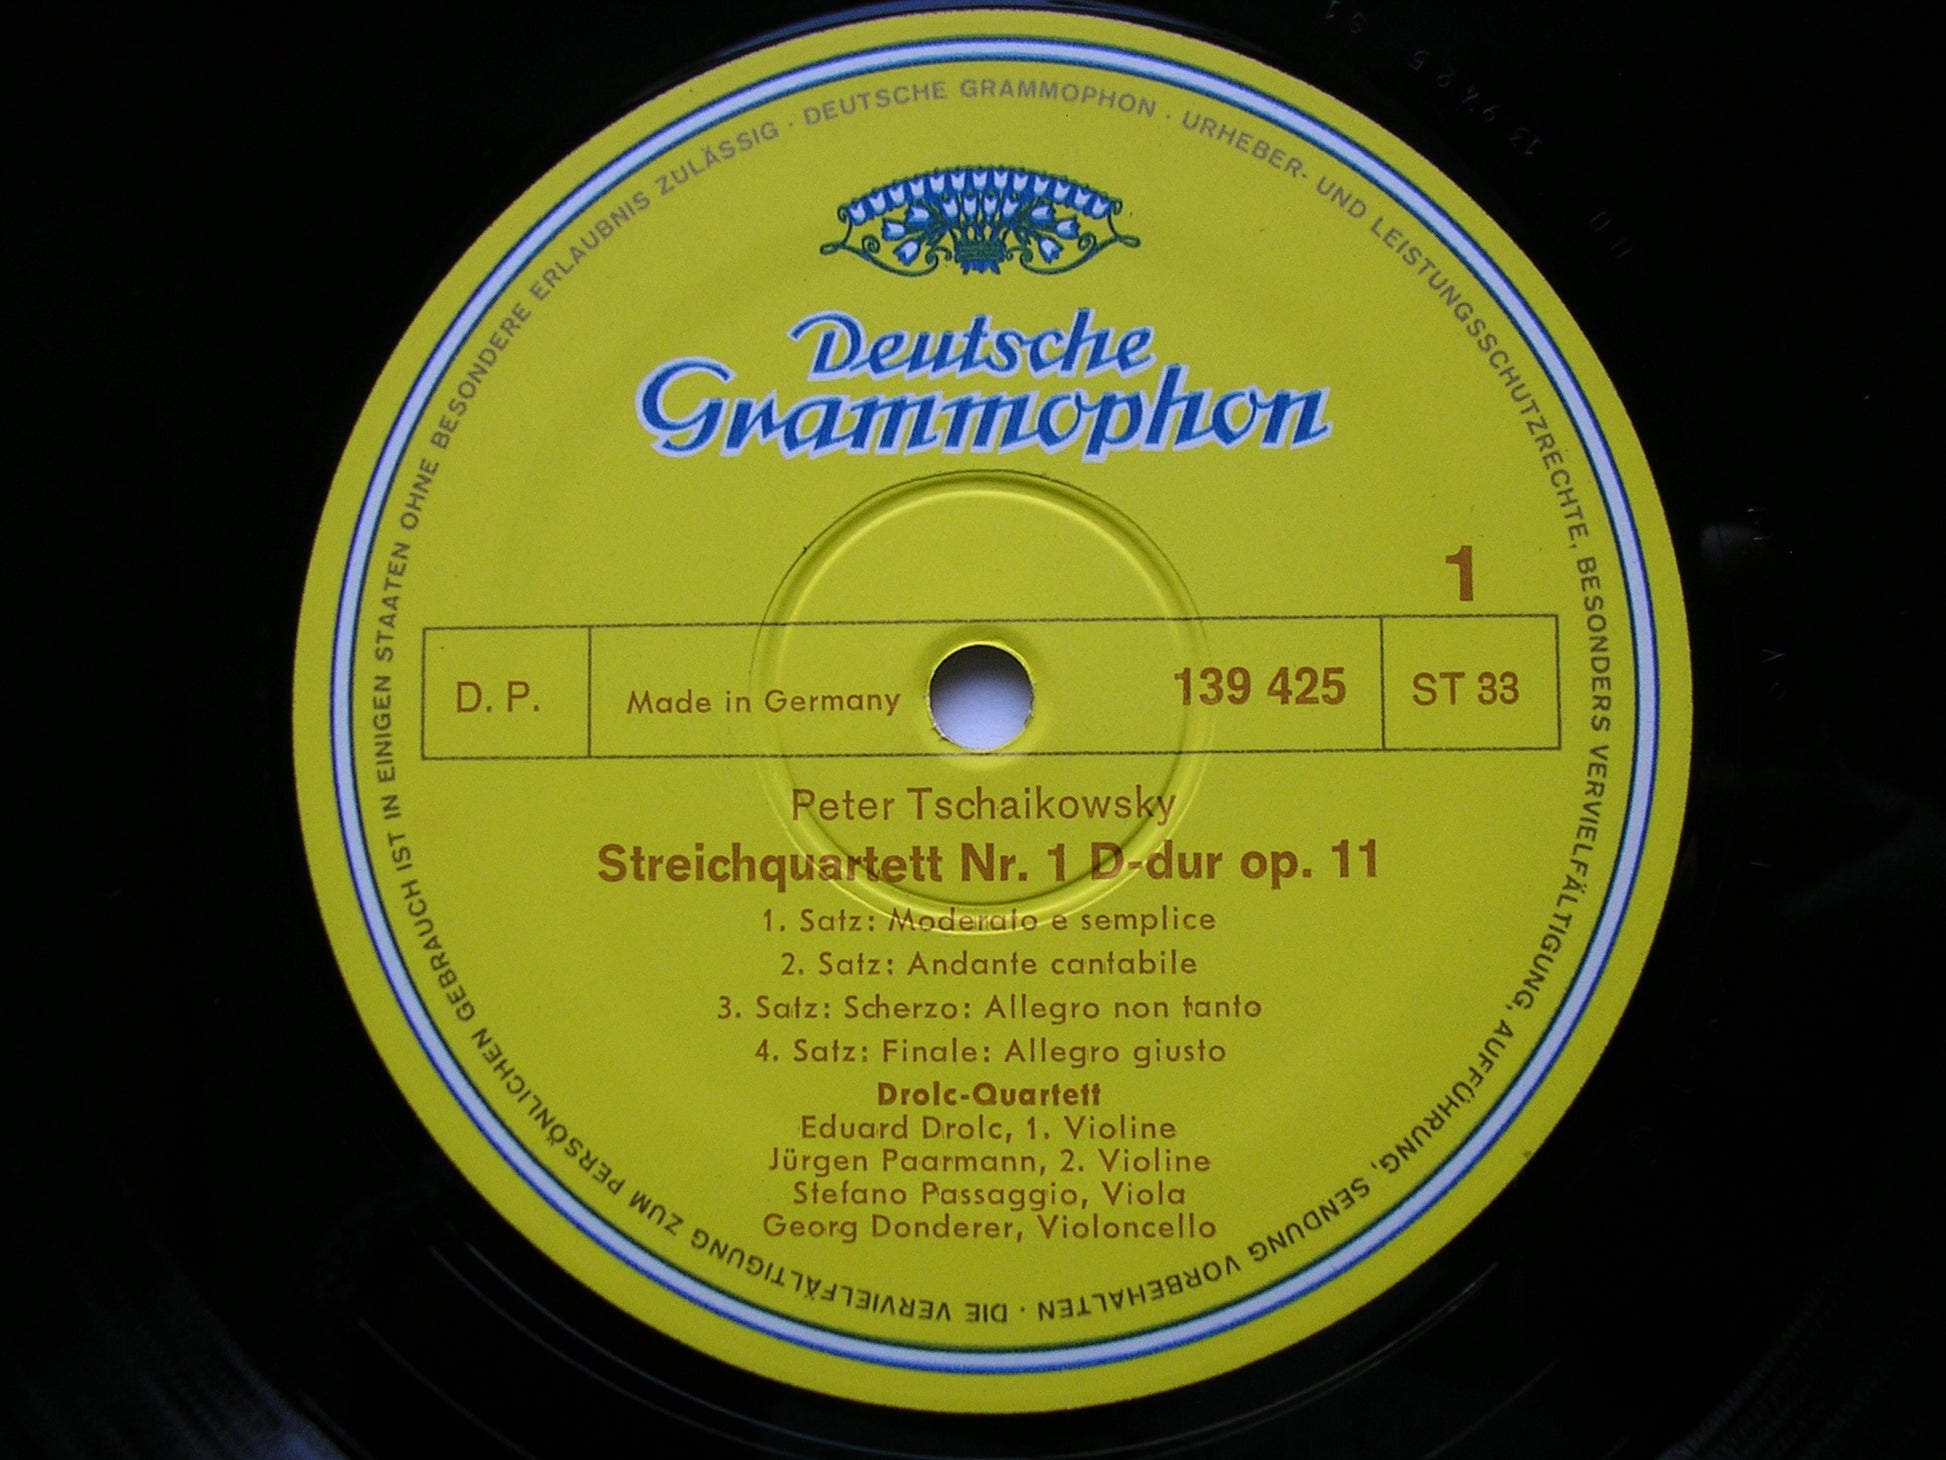 DEUTSCHE GRAMMOPHON · URHEBER- UND LEISTUNGSSCHUTZRECHTE, BESONDERS VERVIELFÄLTIGUNG, AUFFÜHRUNG, SENDUNG VORBEHALTEN · DIE VERVIELFÄLTIGUNG ZUM PERSÖNLICHEN GEBRAUCH IST IN EINIGEN STAATEN OHNE BESONDERE ERLAUBNIS ZULÄSSIG ·
Deutsche
Grammophon
1
D. P. Made in Germany 139 425 ST 33
Peter Tschaikowsky
Streichquartett Nr. 1 D-dur op. 11
1. Satz: Moderato e semplice
2. Satz: Andante cantabile
3. Satz: Scherzo: Allegro non tanto
4. Satz: Finale: Allegro giusto
Drolc-Quartett
Eduard Drolc, 1. Violine
Jürgen Paarmann, 2. Violine
Stefano Passaggio, Viola
Georg Donderer, Violoncello